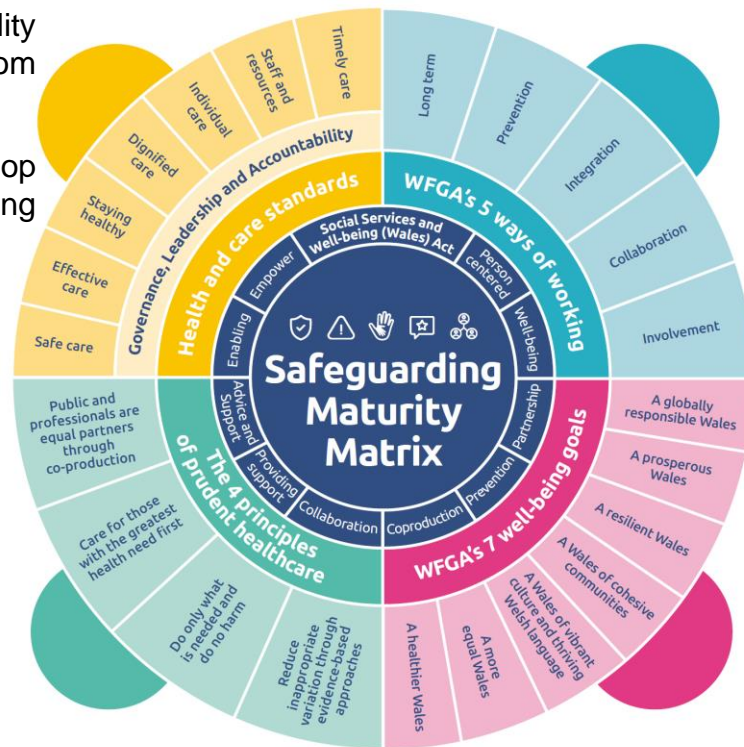 lity
om
op
ing
Safe care
Effective
care
Staying
healthy
Dignified
care
Individual
care
Staff and
resources
Timely care
Governance, Leadership and Accountability
Health and care standards
Long term
Prevention
Integration
Collaboration
Involvement
WFGA's 5 ways of working
Social Services and
Well-being (Wales) Act
Person
centered
Well-being
Partnership
Prevention
Coproduction
Collaboration
Providing
support
Advice and
Support
Enabling
Empower
Safeguarding
Maturity
Matrix
WFGA's 7 well-being goals
A globally
responsible Wales
A prosperous
Wales
A resilient Wales
A Wales of cohesive
communities
A Wales of vibrant
culture and thriving
Welsh language
A more
equal Wales
A healthier Wales
The 4 principles
of prudent healthcare
Public and
professionals are
equal partners
through
co-production
Care for those
with the greatest
health need first
Do only what
is needed and
do no harm
Reduce
inappropriate
variation through
evidence-based
approaches